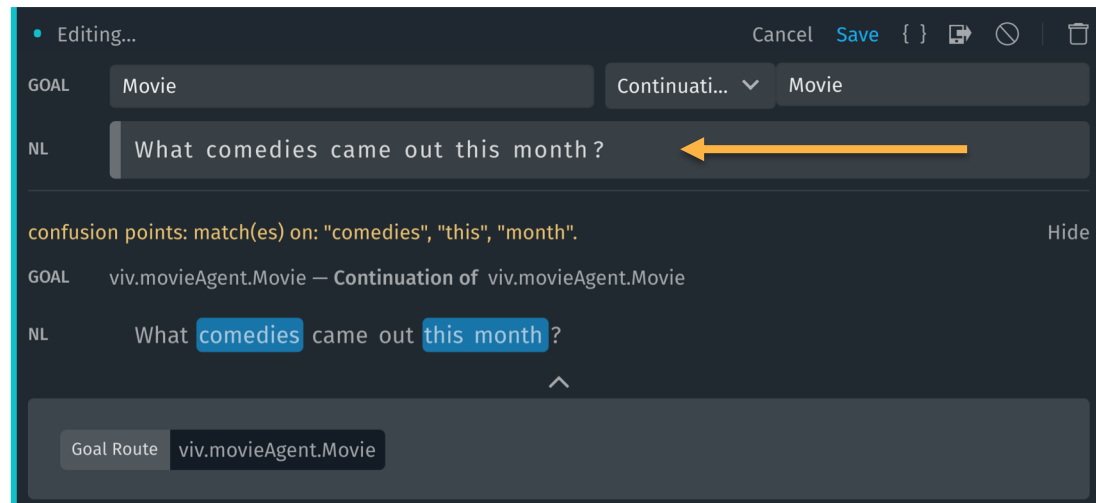 Editing... Cancel Save { }
GOAL Movie Continuati... Movie
NL What comedies came out this month?
confusion points: match(es) on: "comedies", "this", "month". Hide
GOAL viv.movieAgent.Movie — Continuation of viv.movieAgent.Movie
NL What comedies came out this month?
Goal Route viv.movieAgent.Movie